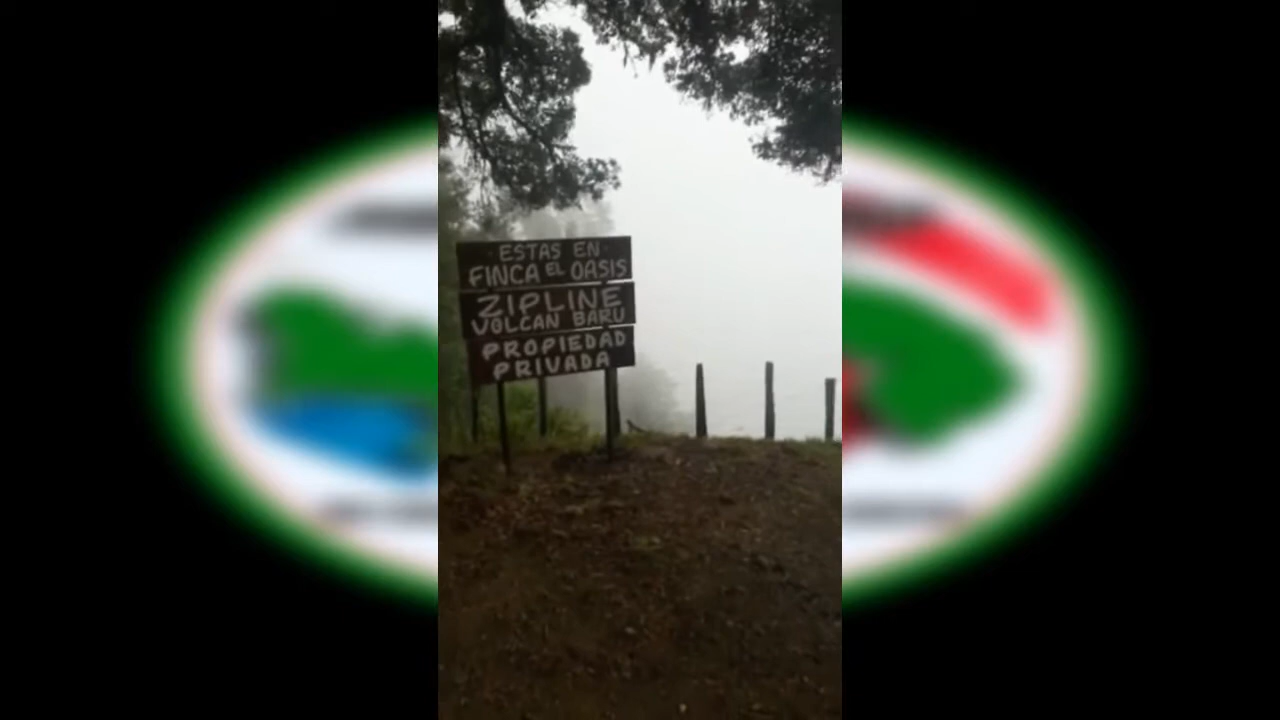 ESTAS EN
FINCA EL OASIS
ZIPLINE
VOLCAN BARU
PROPIEDAD
PRIVADA